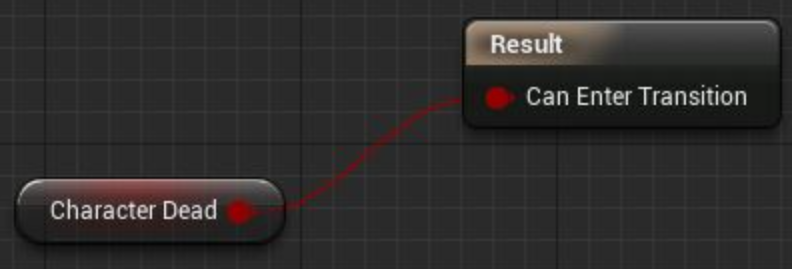 Result
Can Enter Transition
Character Dead